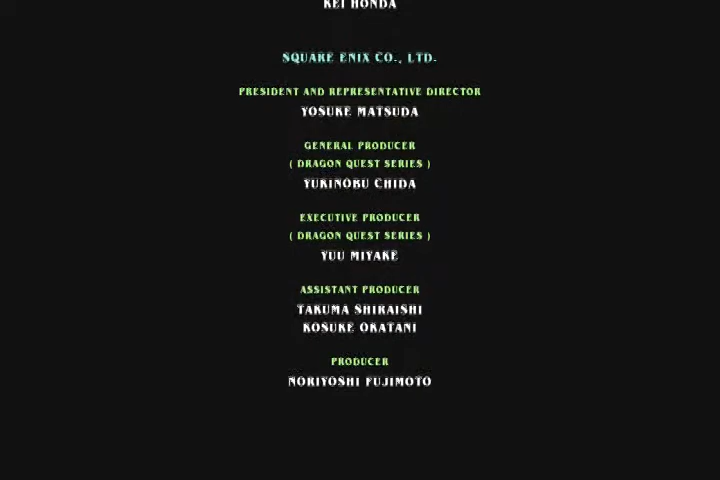 KEI HONDA
SQUARE ENIX CO., LTD.
PRESIDENT AND REPRESENTATIVE DIRECTOR
YOSUKE MATSUDA
GENERAL PRODUCER
( DRAGON QUEST SERIES )
YUKINOBU CHIDA
EXECUTIVE PRODUCER
( DRAGON QUEST SERIES )
YUU MIYAKE
ASSISTANT PRODUCER
TAKUMA SHIRAISHI
KOSUKE OKATANI
PRODUCER
NORIYOSHI FUJIMOTO